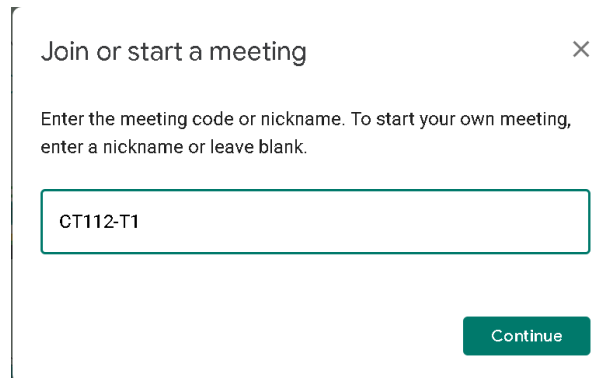 Join or start a meeting
Enter the meeting code or nickname. To start your own meeting,
enter a nickname or leave blank.
CT112-T1
Continue